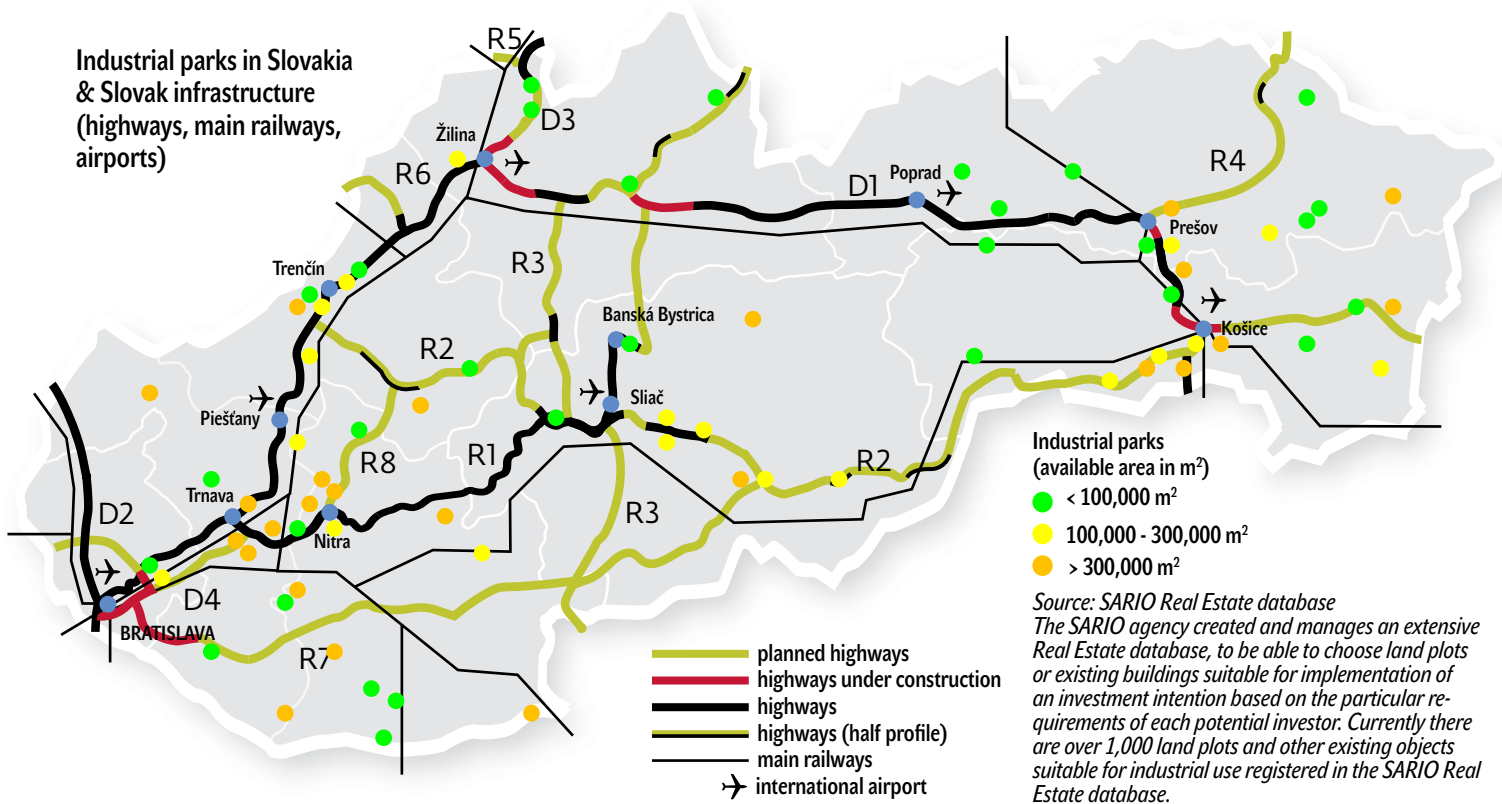 Industrial parks in Slovakia
& Slovak infrastructure
(highways, main railways,
airports)
R5
D3
Žilina
R6
R4
D1
Poprad
Prešov
Trenčín
R3
Banská Bystrica
Košice
R2
Sliač
Piešťany
R8
R1
R2
Trnava
D2
Nitra
R3
D4
BRATISLAVA
R7
Industrial parks
(available area in m²)
< 100,000 m²
100,000 - 300,000 m²
> 300,000 m²
planned highways
highways under construction
highways
highways (half profile)
main railways
international airport
Source: SARIO Real Estate database
The SARIO agency created and manages an extensive
Real Estate database, to be able to choose land plots
or existing buildings suitable for implementation of
an investment intention based on the particular re-
quirements of each potential investor. Currently there
are over 1,000 land plots and other existing objects
suitable for industrial use registered in the SARIO Real
Estate database.